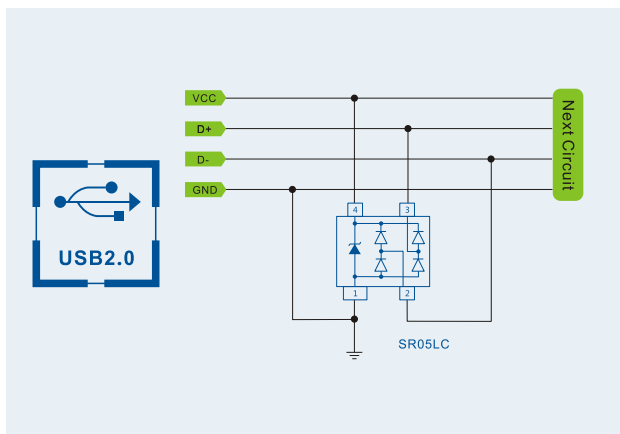 VCC
D+
D-
GND
Next Circuit
USB2.0
4
3
1
2
SR05LC